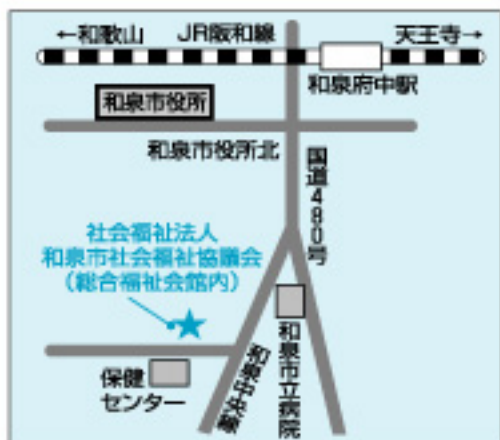 ←和歌山 JR阪和線 天王寺→
和泉府中駅
和泉市役所
和泉市役所北
国道480号
社会福祉法人
和泉市社会福祉協議会
(総合福祉会館内)
和泉市立病院
和泉中央線
保健
センター